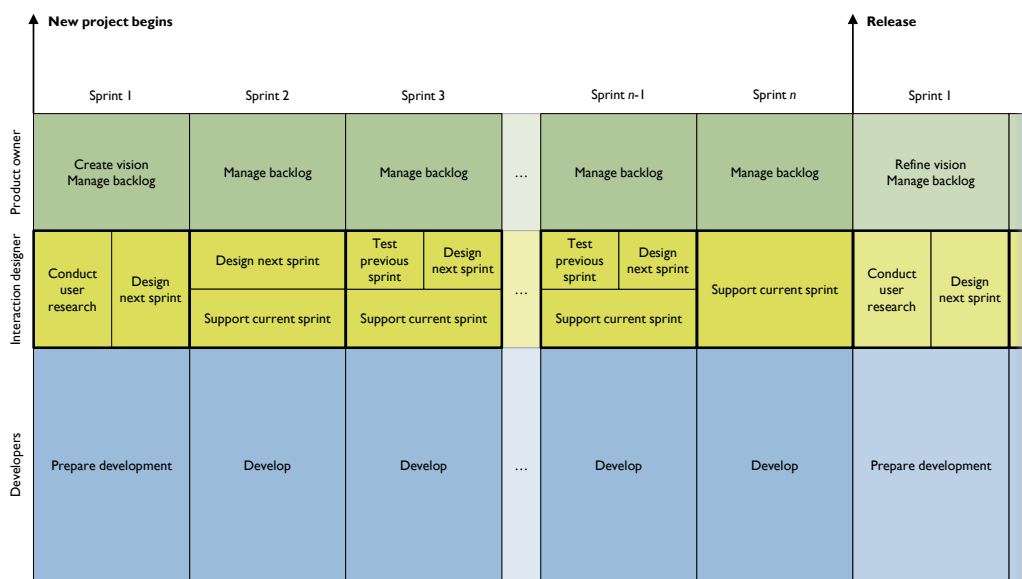 New project begins
Release
Sprint 1
Sprint 2
Sprint 3
Sprint n-1
Sprint n
Sprint 1
Product owner
Create vision
Manage backlog
Manage backlog
Manage backlog
...
Manage backlog
Manage backlog
Refine vision
Manage backlog
Interaction designer
Conduct
user
research
Design
next sprint
Design next sprint
Support current sprint
Test
previous
sprint
Design
next sprint
Support current sprint
...
Test
previous
sprint
Design
next sprint
Support current sprint
Support current sprint
Conduct
user
research
Design
next sprint
Developers
Prepare development
Develop
Develop
...
Develop
Develop
Prepare development